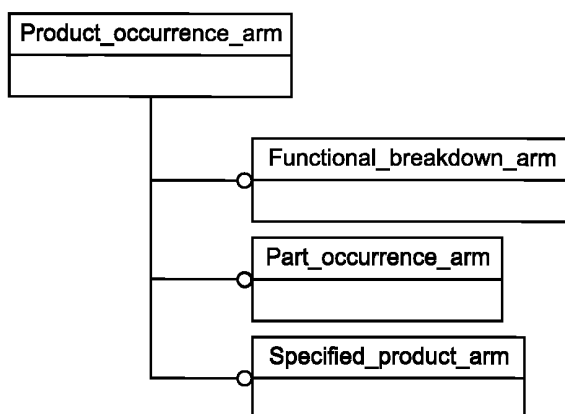 Product_occurrence_arm
Functional_breakdown_arm
Part_occurrence_arm
Specified_product_arm